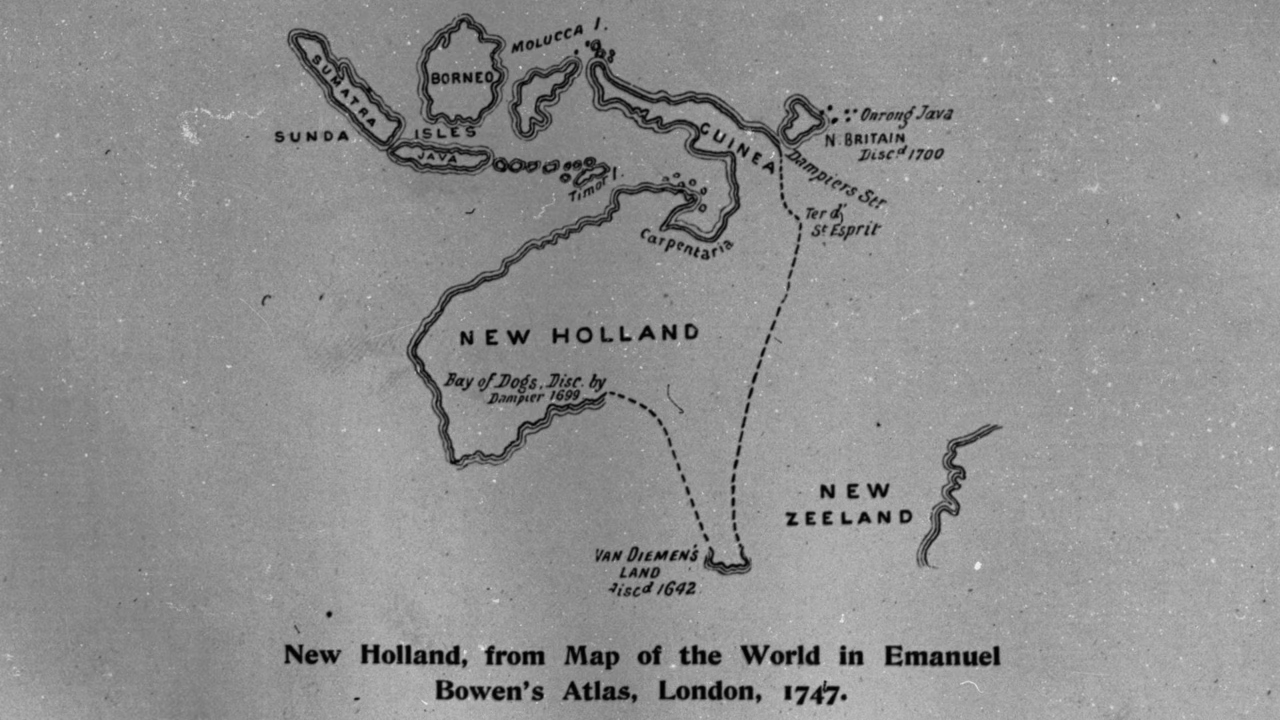 MOLUCCA I.
SUMATRA
BORNEO
SUNDA ISLES
JAVA
Timor I.
GUINEA
Onrong Java
N. BRITAIN
Disc.d 1700
Dampiers Str
Ter d'
St Esprit
Carpentaria
NEW HOLLAND
Bay of Dogs. Disc. by
Dampier 1699
NEW
ZEELAND
VAN DIEMEN'S
LAND
Discd 1642
New Holland, from Map of the World in Emanuel
Bowen's Atlas, London, 1747.